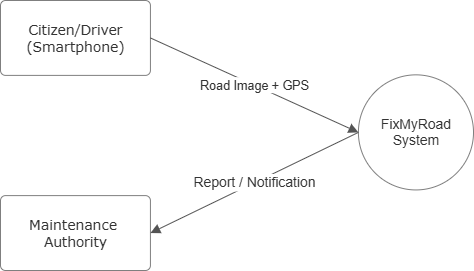 Citizen/Driver
(Smartphone)
Road Image + GPS
FixMyRoad
System
Report / Notification
Maintenance
Authority